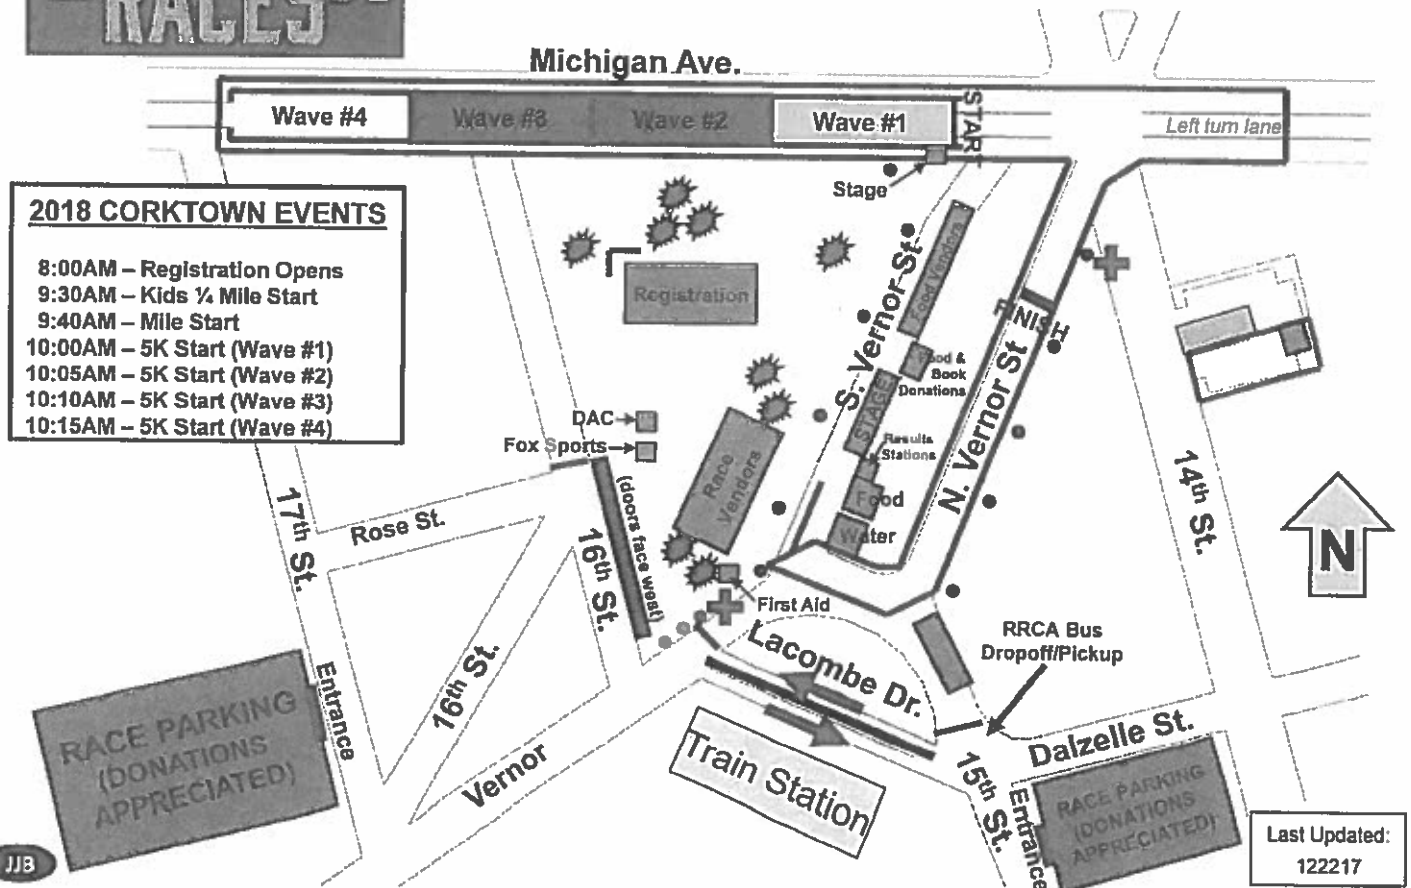 RACES
Michigan Ave.
Wave #4
Wave #3
Wave #2
Wave #1
START
Left turn lane
Stage
2018 CORKTOWN EVENTS
8:00AM – Registration Opens
9:30AM – Kids ¼ Mile Start
9:40AM – Mile Start
10:00AM – 5K Start (Wave #1)
10:05AM – 5K Start (Wave #2)
10:10AM – 5K Start (Wave #3)
10:15AM – 5K Start (Wave #4)
Registration
S. Vernor St
Food Vendors
FINISH
Food &
Book
Donations
STAGE
Results
Stations
N. Vernor St
Food
Water
DAC
Fox Sports
Race
Vendors
(doors face west)
17th St.
Rose St.
16th St.
14th St.
N
First Aid
RRCA Bus
Dropoff/Pickup
Lacombe Dr.
16th St.
Entrance
RACE PARKING
(DONATIONS
APPRECIATED)
Vernor
Train Station
Dalzelle St.
15th St.
Entrance
RACE PARKING
(DONATIONS
APPRECIATED)
Last Updated:
122217
JJB